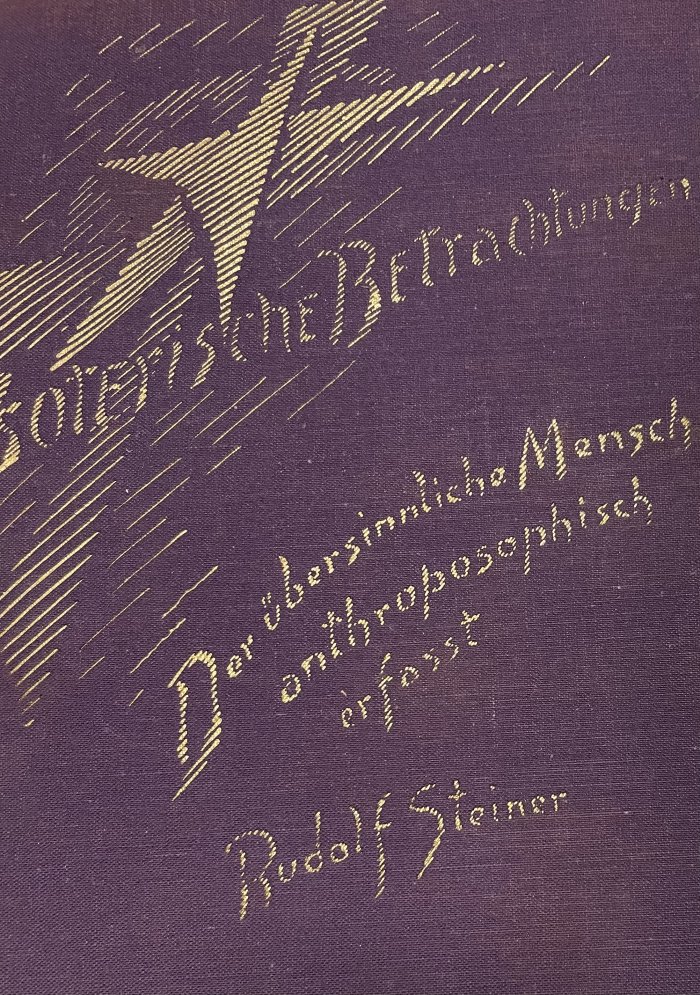 soterische Betrachtungen
Der übersinnliche Mensch
anthroposophisch
erfasst
Rudolf Steiner